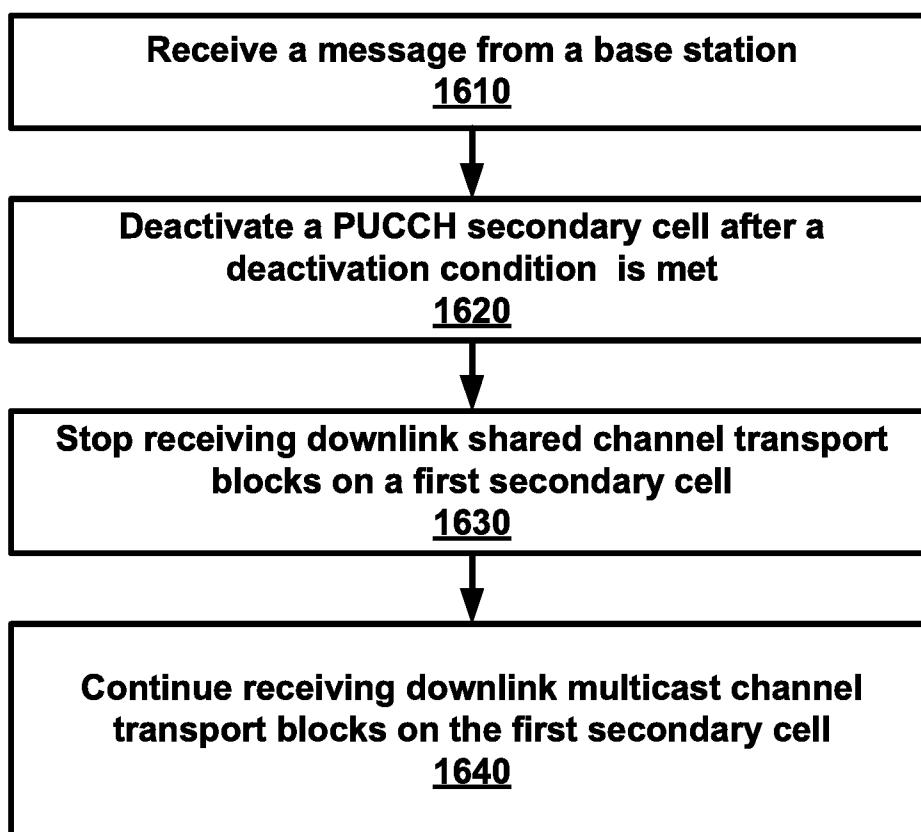 Receive a message from a base station
1610
Deactivate a PUCCH secondary cell after a
deactivation condition  is met
1620
Stop receiving downlink shared channel transport
blocks on a first secondary cell
1630
Continue receiving downlink multicast channel
transport blocks on the first secondary cell
1640